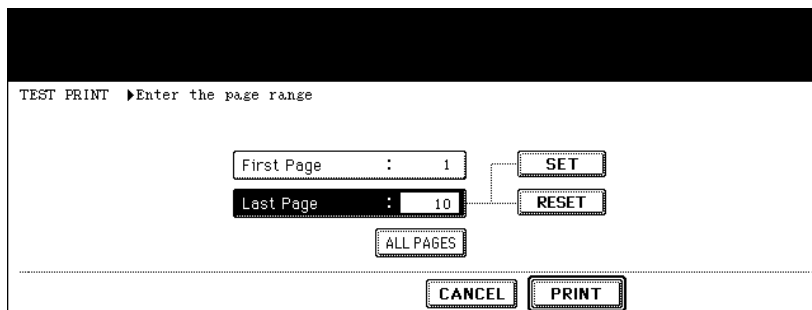 TEST PRINT ▶Enter the page range
First Page : 1 SET
Last Page : 10 RESET
ALL PAGES
CANCEL PRINT